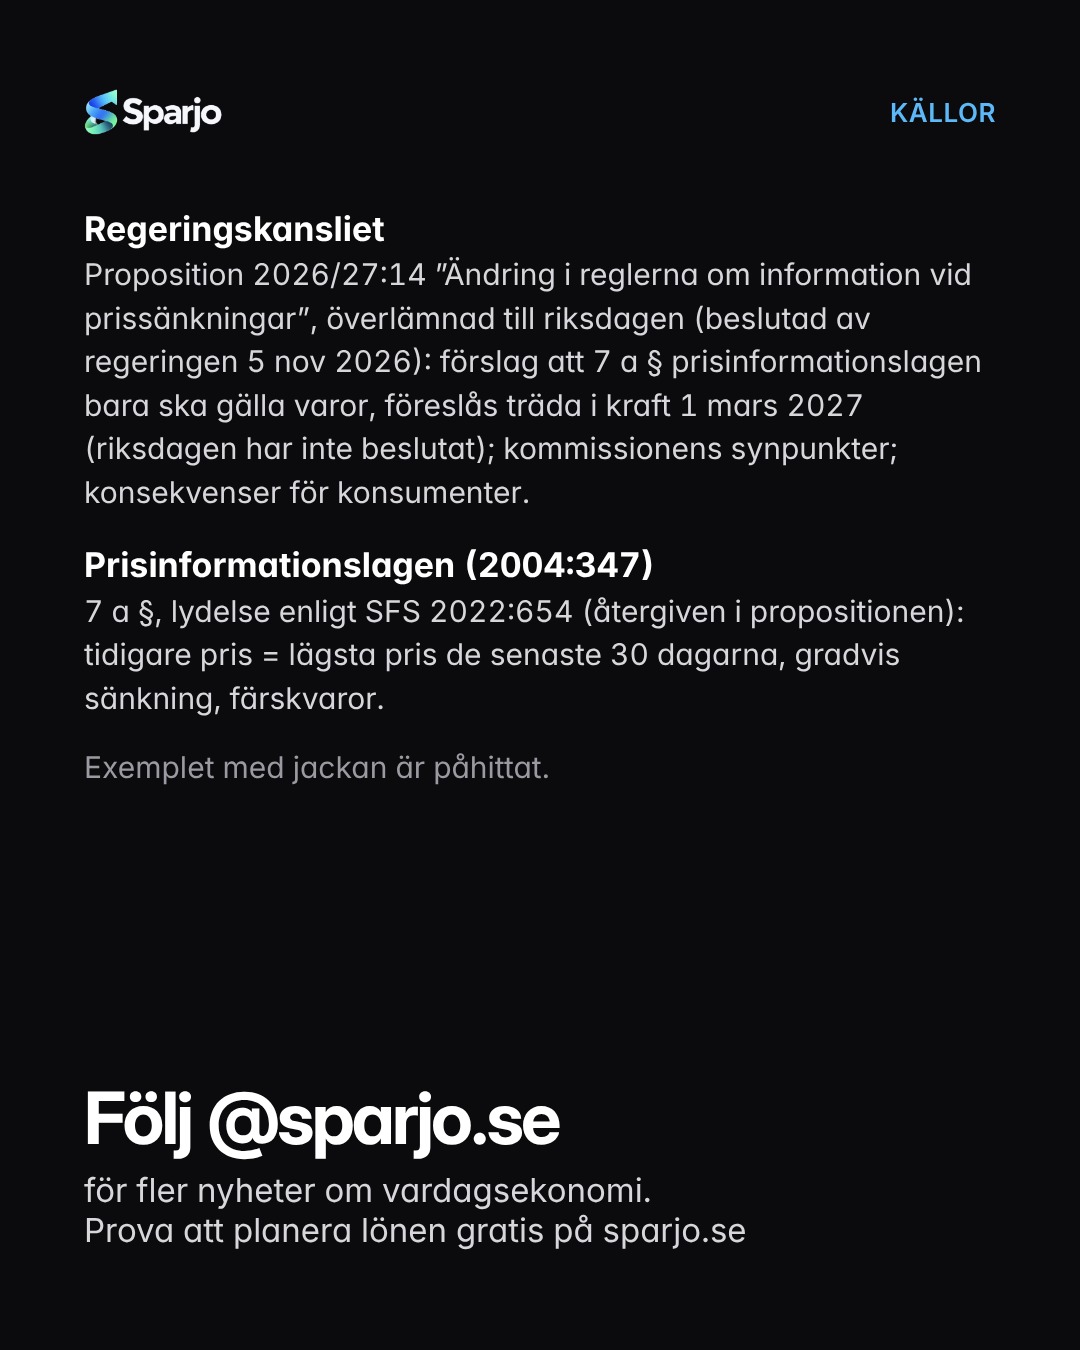 Sparjo
KÄLLOR
Regeringskansliet
Proposition 2026/27:14 ”Ändring i reglerna om information vid
prissänkningar”, överlämnad till riksdagen (beslutad av
regeringen 5 nov 2026): förslag att 7 a § prisinformationslagen
bara ska gälla varor, föreslås träda i kraft 1 mars 2027
(riksdagen har inte beslutat); kommissionens synpunkter;
konsekvenser för konsumenter.
Prisinformationslagen (2004:347)
7 a §, lydelse enligt SFS 2022:654 (återgiven i propositionen):
tidigare pris = lägsta pris de senaste 30 dagarna, gradvis
sänkning, färskvaror.
Exemplet med jackan är påhittat.
Följ @sparjo.se
för fler nyheter om vardagsekonomi.
Prova att planera lönen gratis på sparjo.se